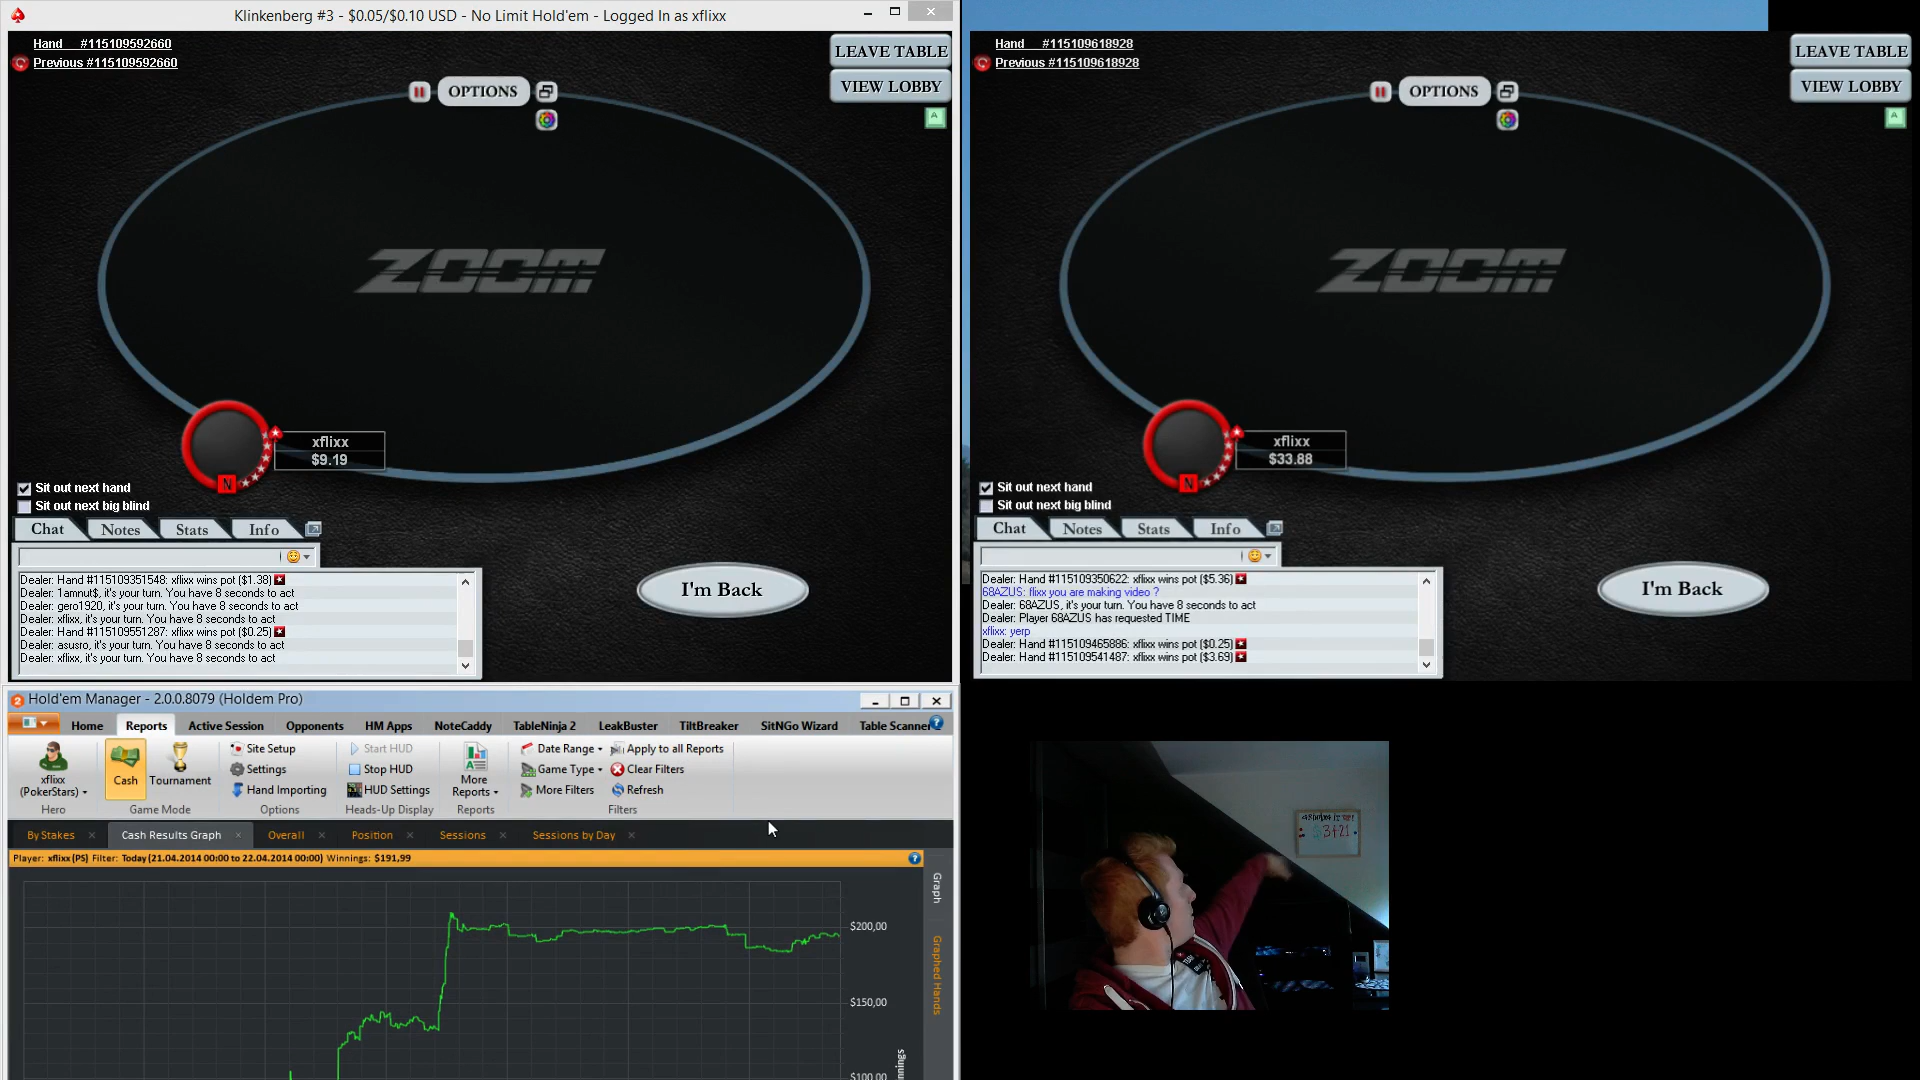 Klinkenberg #3 - $0.05/$0.10 USD - No Limit Hold'em - Logged In as xflixx
Hand #115109592660
Previous #115109592660
LEAVE TABLE
VIEW LOBBY
OPTIONS
A
ZOOM
xflixx
$9.19
N
Sit out next hand
Sit out next big blind
Chat Notes Stats Info
I'm Back
Dealer: Hand #115109351548: xflixx wins pot ($1.38)
Dealer: 1amnut$, it's your turn. You have 8 seconds to act
Dealer: gero1920, it's your turn. You have 8 seconds to act
Dealer: xflixx, it's your turn. You have 8 seconds to act
Dealer: Hand #115109551287: xflixx wins pot ($0.25)
Dealer: asusro, it's your turn. You have 8 seconds to act
Dealer: xflixx, it's your turn. You have 8 seconds to act
Hand #115109618928
Previous #115109618928
LEAVE TABLE
VIEW LOBBY
OPTIONS
A
ZOOM
xflixx
$33.88
N
Sit out next hand
Sit out next big blind
Chat Notes Stats Info
I'm Back
Dealer: Hand #115109350622: xflixx wins pot ($5.36)
68AZUS: flixx you are making video ?
Dealer: 68AZUS, it's your turn. You have 8 seconds to act
Dealer: Player 68AZUS has requested TIME
xflixx: yerp
Dealer: Hand #115109465886: xflixx wins pot ($0.25)
Dealer: Hand #115109541487: xflixx wins pot ($3.69)
2 Hold'em Manager - 2.0.0.8079 (Holdem Pro)
Home Reports Active Session Opponents HM Apps NoteCaddy TableNinja 2 LeakBuster TiltBreaker SitNGo Wizard Table Scanner ?
xflixx
(PokerStars)
Hero
Cash
Tournament
Game Mode
Site Setup
Settings
Hand Importing
Options
Start HUD
Stop HUD
HUD Settings
Heads-Up Display
More
Reports
Reports
Date Range
Game Type
More Filters
Apply to all Reports
Clear Filters
Refresh
Filters
By Stakes × Cash Results Graph × Overall × Position × Sessions × Sessions by Day ×
Player: xflixx (PS) Filter: Today (21.04.2014 00:00 to 22.04.2014 00:00) Winnings: $191,99
?
Graph
Graphed Hands
$200,00
$150,00
$100,00
$3421